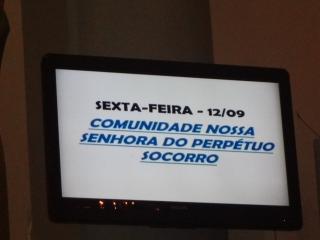 SEXTA-FEIRA - 12/09
COMUNIDADE NOSSA
SENHORA DO PERPÉTUO
SOCORRO